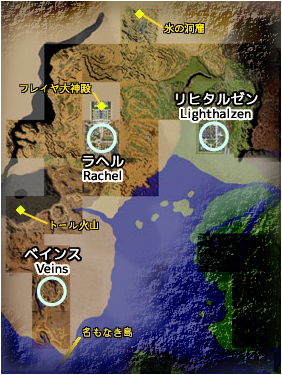 氷の洞窟
フレイヤ大神殿
リヒタルゼン
Lighthalzen
ラヘル
Rachel
トール火山
ベインス
Veins
名もなき島